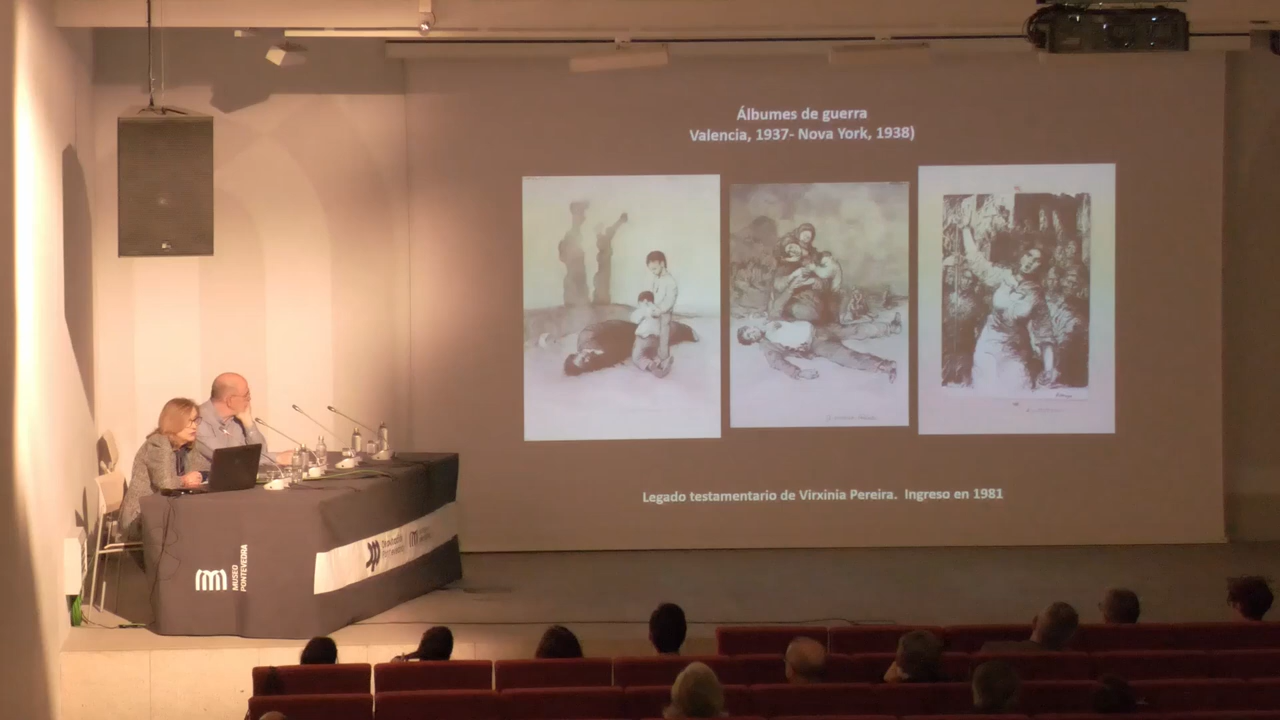 Álbumes de guerra
Valencia, 1937- Nova York, 1938)
Legado testamentario de Virxinia Pereira. Ingreso en 1981
MUSEO
PONTEVEDRA